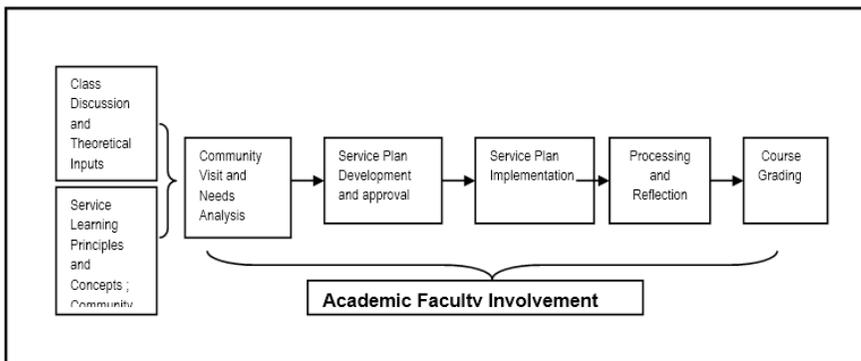 Class
Discussion
and
Theoretical
Inputs
Service
Learning
Principles
and
Concepts ;
Community
Community
Visit and
Needs
Analysis
Service Plan
Development
and approval
Service Plan
Implementation
Processing
and
Reflection
Course
Grading
Academic Faculty Involvement